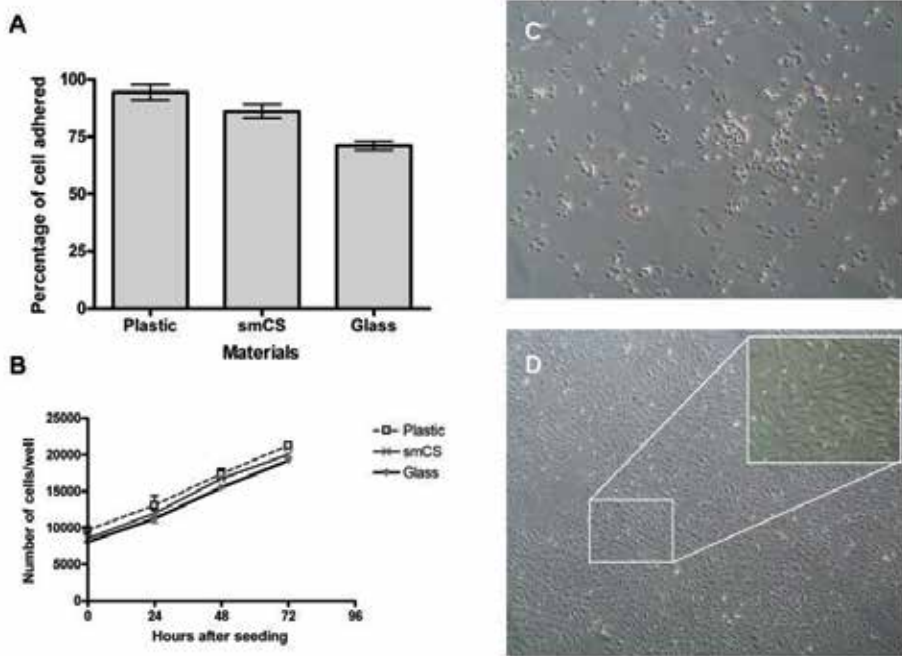 A
Percentage of cell adhered
100
75
50
25
0
Plastic smCS Glass
Materials
B
Number of cells/well
25000
20000
15000
10000
5000
0
0 24 48 72 96
Hours after seeding
Plastic
smCS
Glass
C
D